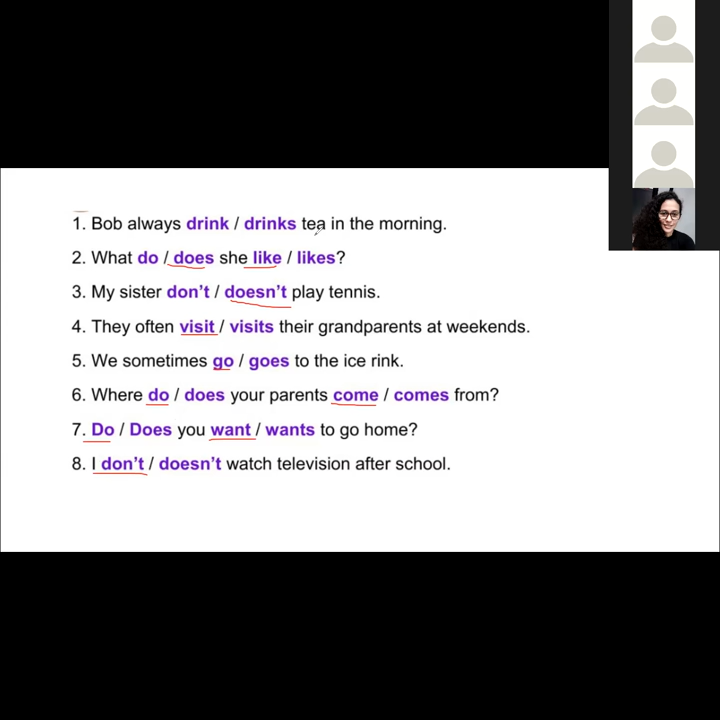 1. Bob always drink / drinks tea in the morning.
2. What do / does she like / likes?
3. My sister don’t / doesn’t play tennis.
4. They often visit / visits their grandparents at weekends.
5. We sometimes go / goes to the ice rink.
6. Where do / does your parents come / comes from?
7. Do / Does you want / wants to go home?
8. I don’t / doesn’t watch television after school.